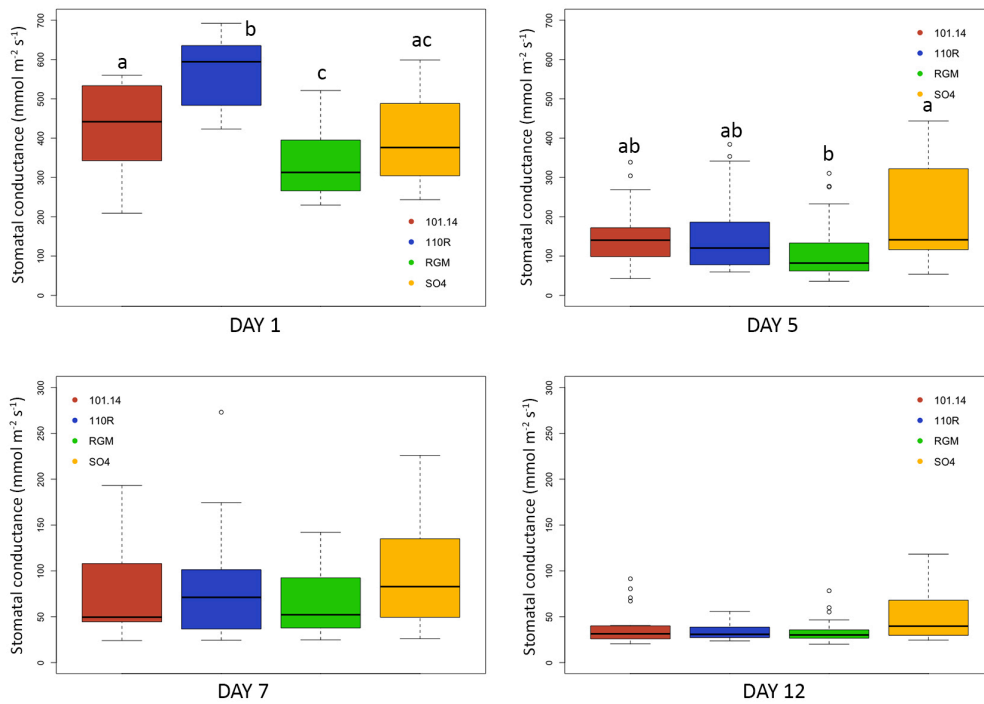 Stomatal conductance (mmol m⁻² s⁻¹)
700
600
500
400
300
200
100
0
a
b
c
ac
101.14
110R
RGM
SO4
DAY 1
Stomatal conductance (mmol m⁻² s⁻¹)
700
600
500
400
300
200
100
0
101.14
110R
RGM
SO4
ab
ab
b
a
DAY 5
Stomatal conductance (mmol m⁻² s⁻¹)
300
250
200
150
100
50
0
101.14
110R
RGM
SO4
DAY 7
Stomatal conductance (mmol m⁻² s⁻¹)
300
250
200
150
100
50
0
101.14
110R
RGM
SO4
DAY 12